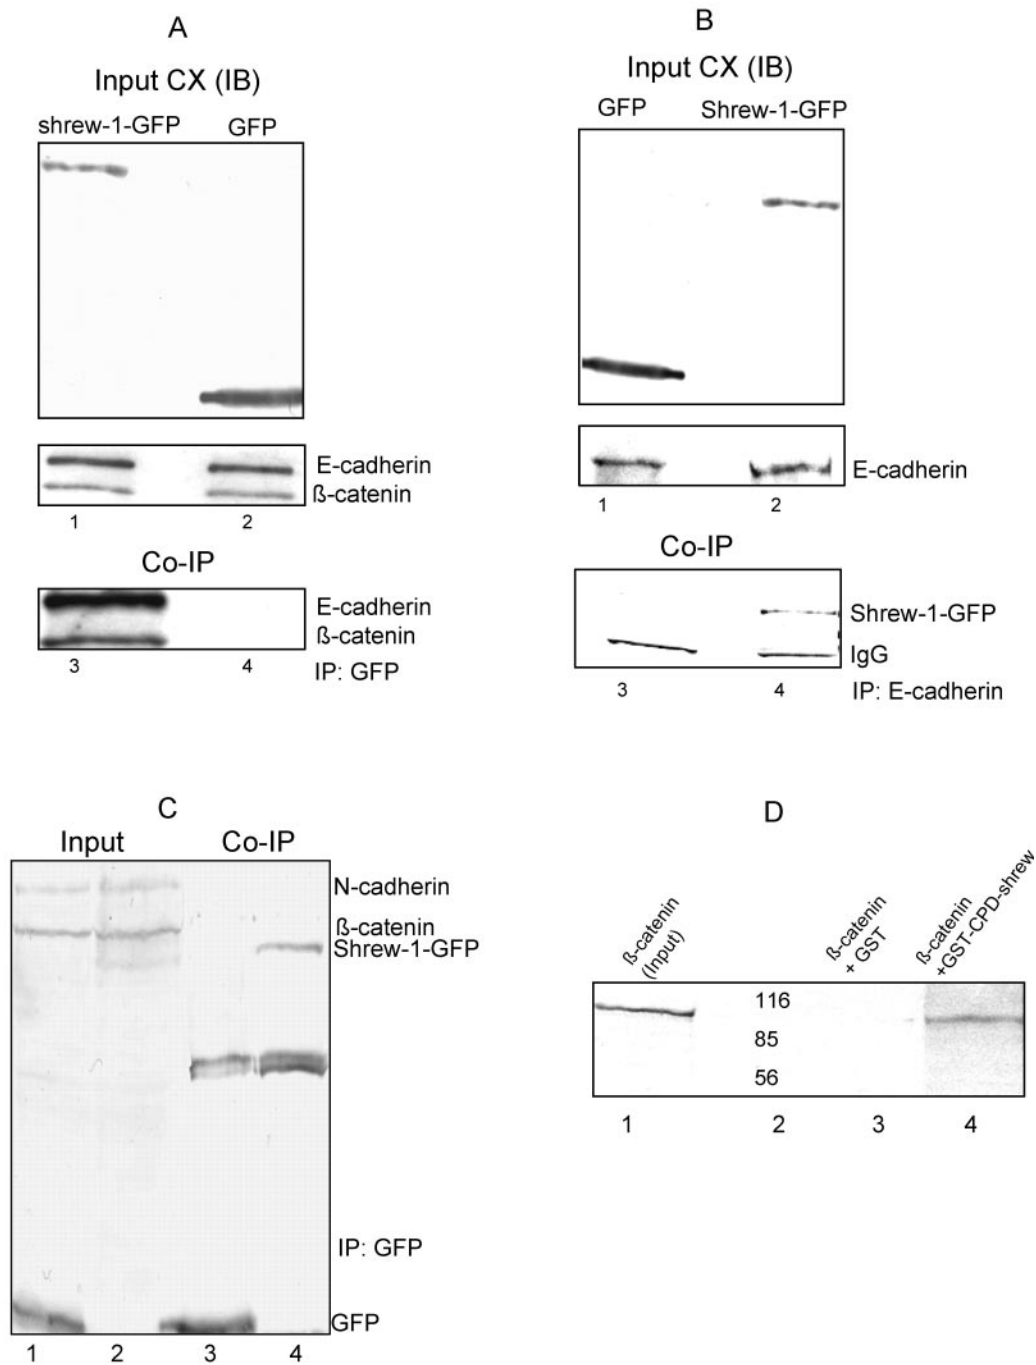 A
Input CX (IB)
shrew-1-GFP GFP
E-cadherin
ß-catenin
1 2
Co-IP
E-cadherin
ß-catenin
3 4
IP: GFP
B
Input CX (IB)
GFP Shrew-1-GFP
E-cadherin
1 2
Co-IP
Shrew-1-GFP
IgG
3 4
IP: E-cadherin
C
Input Co-IP
N-cadherin
ß-catenin
Shrew-1-GFP
IP: GFP
GFP
1 2 3 4
D
ß-catenin
(Input)
ß-catenin
+ GST
ß-catenin
+GST-CPD-shrew
116
85
56
1 2 3 4